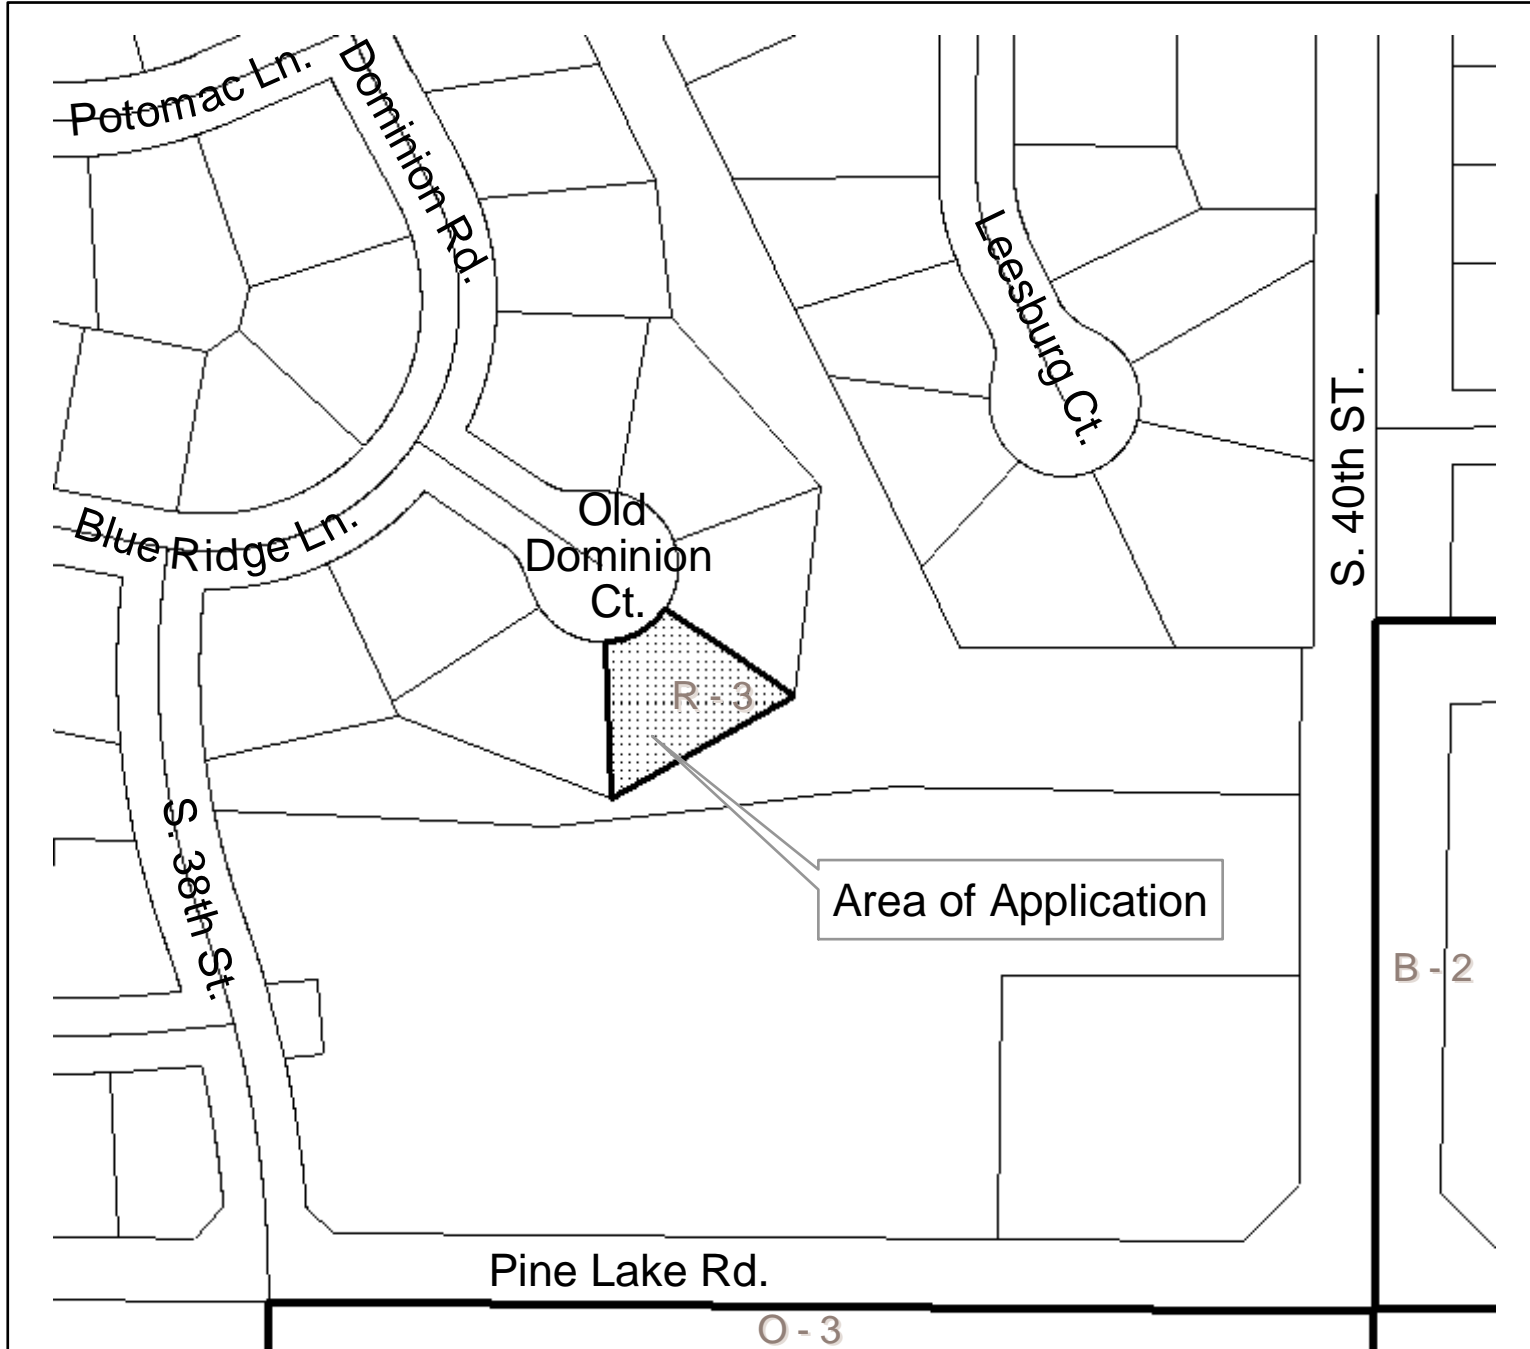 Potomac Ln.
Dominion Rd.
Leesburg Ct.
S. 40th ST.
Old
Dominion
Ct.
Blue Ridge Ln.
R - 3
S. 38th St.
Area of Application
B - 2
Pine Lake Rd.
O - 3